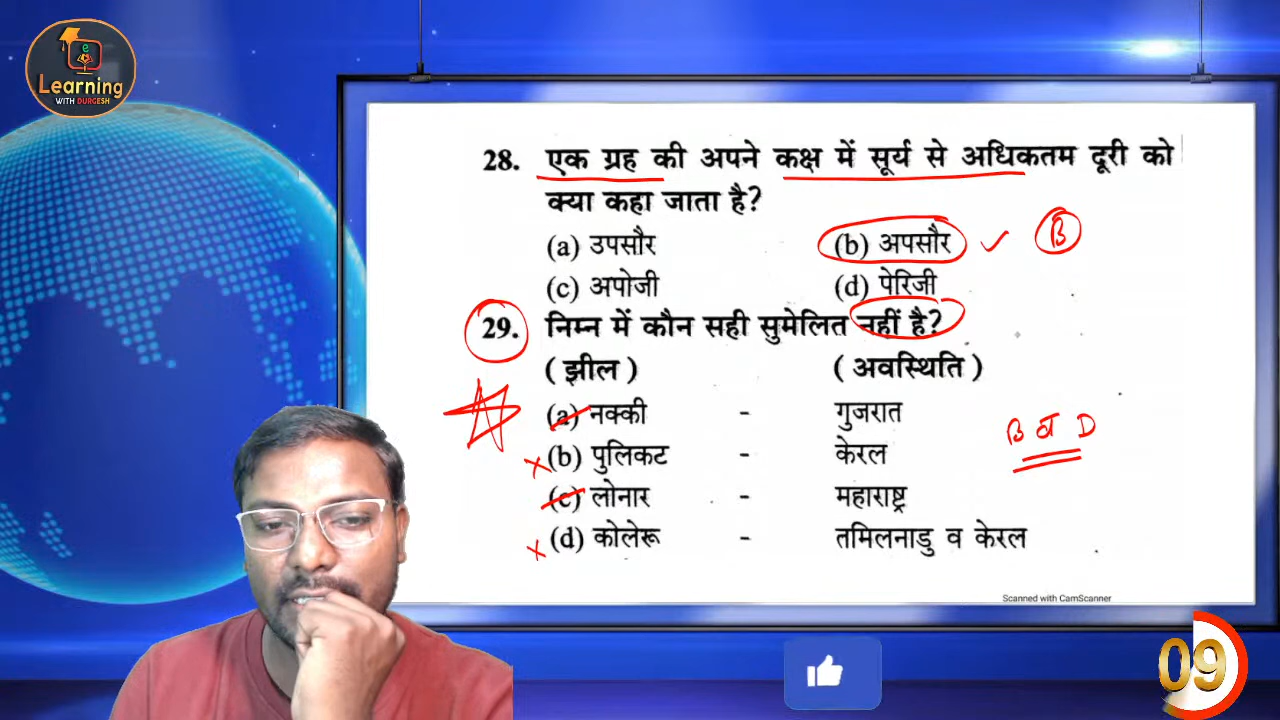 e
Learning
WITH DURGESH
28. एक ग्रह की अपने कक्ष में सूर्य से अधिकतम दूरी को
क्या कहा जाता है?
(a) उपसौर (b) अपसौर B
(c) अपोजी (d) पेरिजी
29. निम्न में कौन सही सुमेलित नहीं है?
(झील) (अवस्थिति)
(a) नक्की - गुजरात
(b) पुलिकट - केरल
B व D
(c) लोनार - महाराष्ट्र
(d) कोलेरू - तमिलनाडु व केरल
Scanned with CamScanner
09